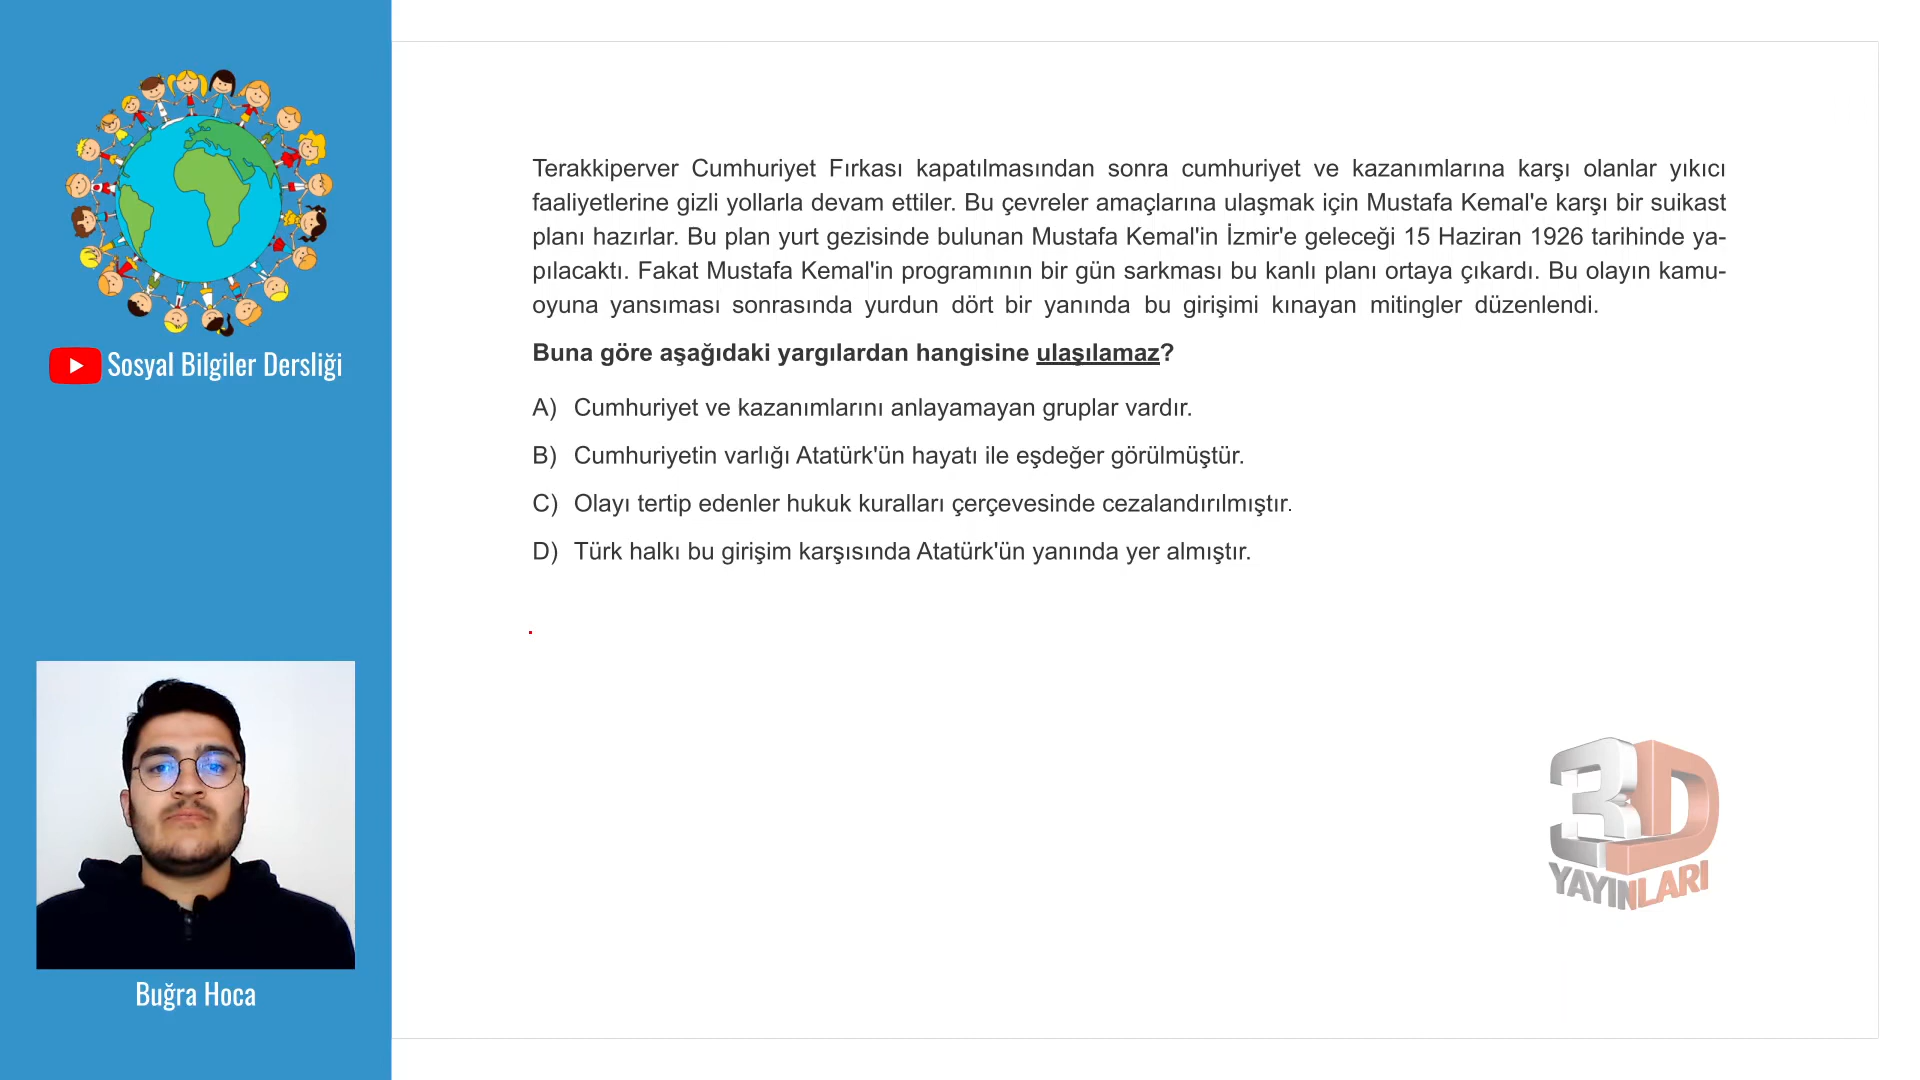 Terakkiperver Cumhuriyet Fırkası kapatılmasından sonra cumhuriyet ve kazanımlarına karşı olanlar yıkıcı
faaliyetlerine gizli yollarla devam ettiler. Bu çevreler amaçlarına ulaşmak için Mustafa Kemal'e karşı bir suikast
planı hazırlar. Bu plan yurt gezisinde bulunan Mustafa Kemal'in İzmir'e geleceği 15 Haziran 1926 tarihinde ya-
pılacaktı. Fakat Mustafa Kemal'in programının bir gün sarkması bu kanlı planı ortaya çıkardı. Bu olayın kamu-
oyuna yansıması sonrasında yurdun dört bir yanında bu girişimi kınayan mitingler düzenlendi.
Buna göre aşağıdaki yargılardan hangisine ulaşılamaz?
A) Cumhuriyet ve kazanımlarını anlayamayan gruplar vardır.
B) Cumhuriyetin varlığı Atatürk'ün hayatı ile eşdeğer görülmüştür.
C) Olayı tertip edenler hukuk kuralları çerçevesinde cezalandırılmıştır.
D) Türk halkı bu girişim karşısında Atatürk'ün yanında yer almıştır.
Sosyal Bilgiler Dersliği
Buğra Hoca
3D
YAYINLARI